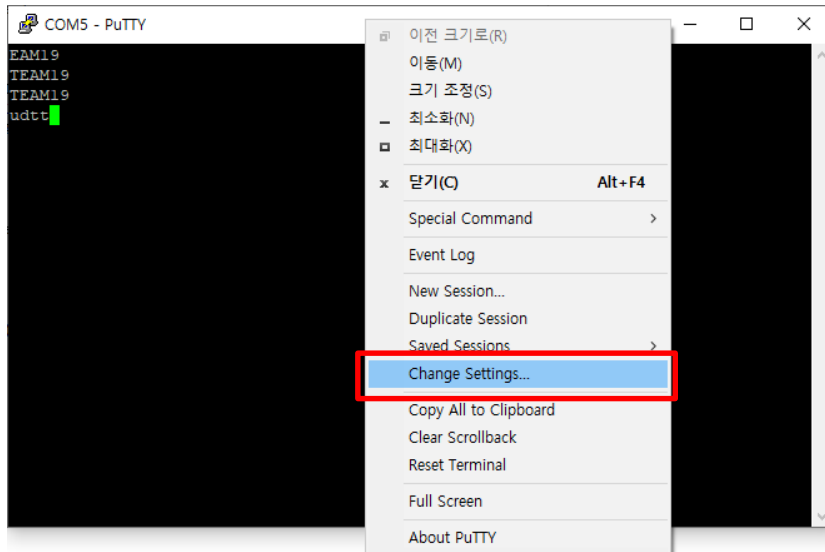 COM5 - PuTTY
EAM19
TEAM19
TEAM19
udtt
이전 크기로(R)
이동(M)
크기 조정(S)
최소화(N)
최대화(X)
닫기(C) Alt+F4
Special Command
Event Log
New Session...
Duplicate Session
Saved Sessions
Change Settings...
Copy All to Clipboard
Clear Scrollback
Reset Terminal
Full Screen
About PuTTY